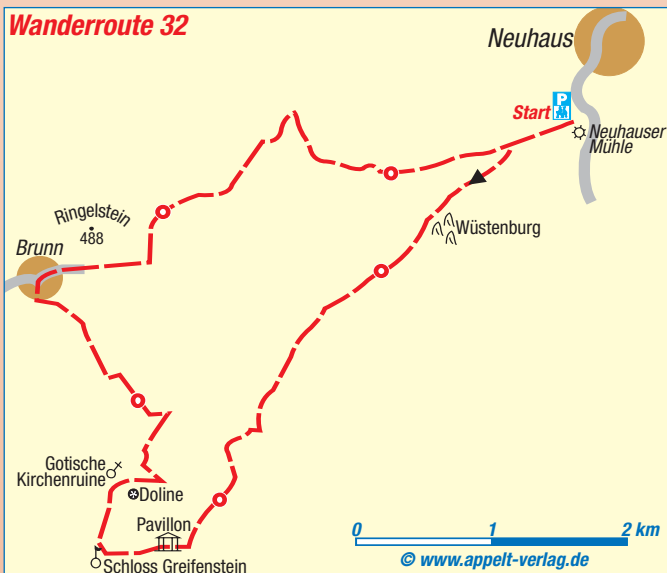 Wanderroute 32
Neuhaus
P
Start
Neuhauser
Mühle
Ringelstein
488
Wüstenburg
Brunn
Gotische
Kirchenruine
Doline
Pavillon
Schloss Greifenstein
0 1 2 km
© www.appelt-verlag.de